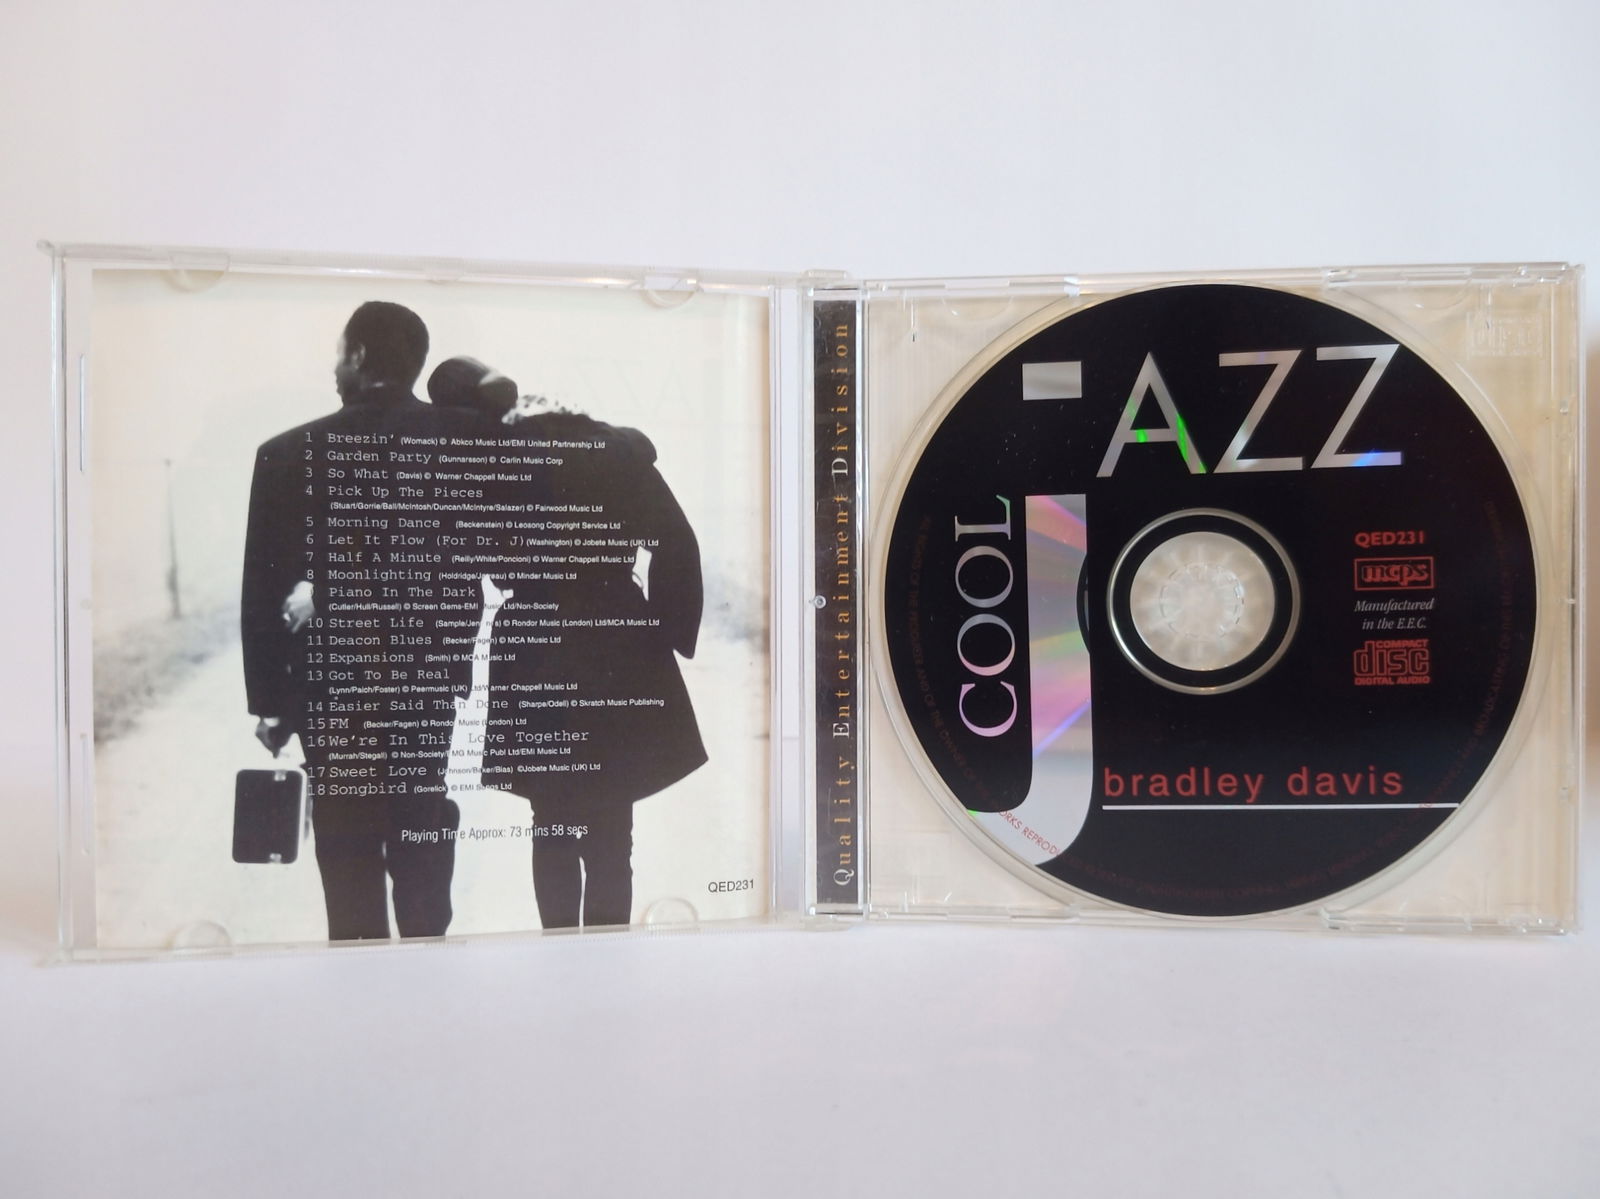 1 Breezin' (Womack) © Abkco Music Ltd/EMI United Partnership Ltd
2 Garden Party (Gunnarsson) © Carlin Music Corp
3 So What (Davis) © Warner Chappell Music Ltd
4 Pick Up The Pieces
(Stuart/Gorrie/Ball/McIntosh/Duncan/McIntyre/Salazer) © Fairwood Music Ltd
5 Morning Dance (Beckenstein) © Leosong Copyright Service Ltd
6 Let It Flow (For Dr. J) (Washington) © Jobete Music (UK) Ltd
7 Half A Minute (Reilly/White/Poncioni) © Warner Chappell Music Ltd
8 Moonlighting (Holdridge/Jarreau) © Minder Music Ltd
Piano In The Dark
(Cutler/Hull/Russell) © Screen Gems-EMI Music Ltd/Non-Society
10 Street Life (Sample/Jennings) © Rondor Music (London) Ltd/MCA Music Ltd
11 Deacon Blues (Becker/Fagen) © MCA Music Ltd
12 Expansions (Smith) © MCA Music Ltd
13 Got To Be Real
(Lynn/Paich/Foster) © Peermusic (UK) Ltd/Warner Chappell Music Ltd
14 Easier Said Than Done (Sharpe/Odell) © Skratch Music Publishing
15 FM (Becker/Fagen) © Rondor Music (London) Ltd
16 We're In This Love Together
(Murrah/Stegall) © Non-Society/ MG Music Publ Ltd/EMI Music Ltd
17 Sweet Love (Johnson/Baker/Bias) © Jobete Music (UK) Ltd
18 Songbird (Gorelick) © EMI Songs Ltd
Playing Time Approx: 73 mins 58 secs
QED231
Quality Entertainment Division
COOL
JAZZ
QED231
mcps
Manufactured
in the E.E.C.
COMPACT
disc
DIGITAL AUDIO
bradley davis